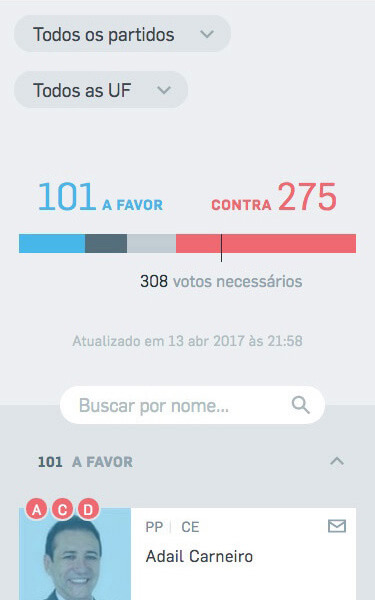 Todos os partidos
Todos as UF
101 A FAVOR
CONTRA 275
308 votos necessários
Atualizado em 13 abr 2017 às 21:58
Buscar por nome...
101 A FAVOR
A C D
PP CE
Adail Carneiro